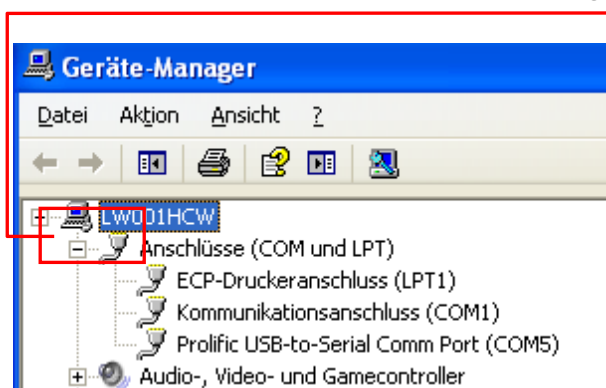 Geräte-Manager
Datei Aktion Ansicht ?
LW001HCW
Anschlüsse (COM und LPT)
ECP-Druckeranschluss (LPT1)
Kommunikationsanschluss (COM1)
Prolific USB-to-Serial Comm Port (COM5)
Audio-, Video- und Gamecontroller